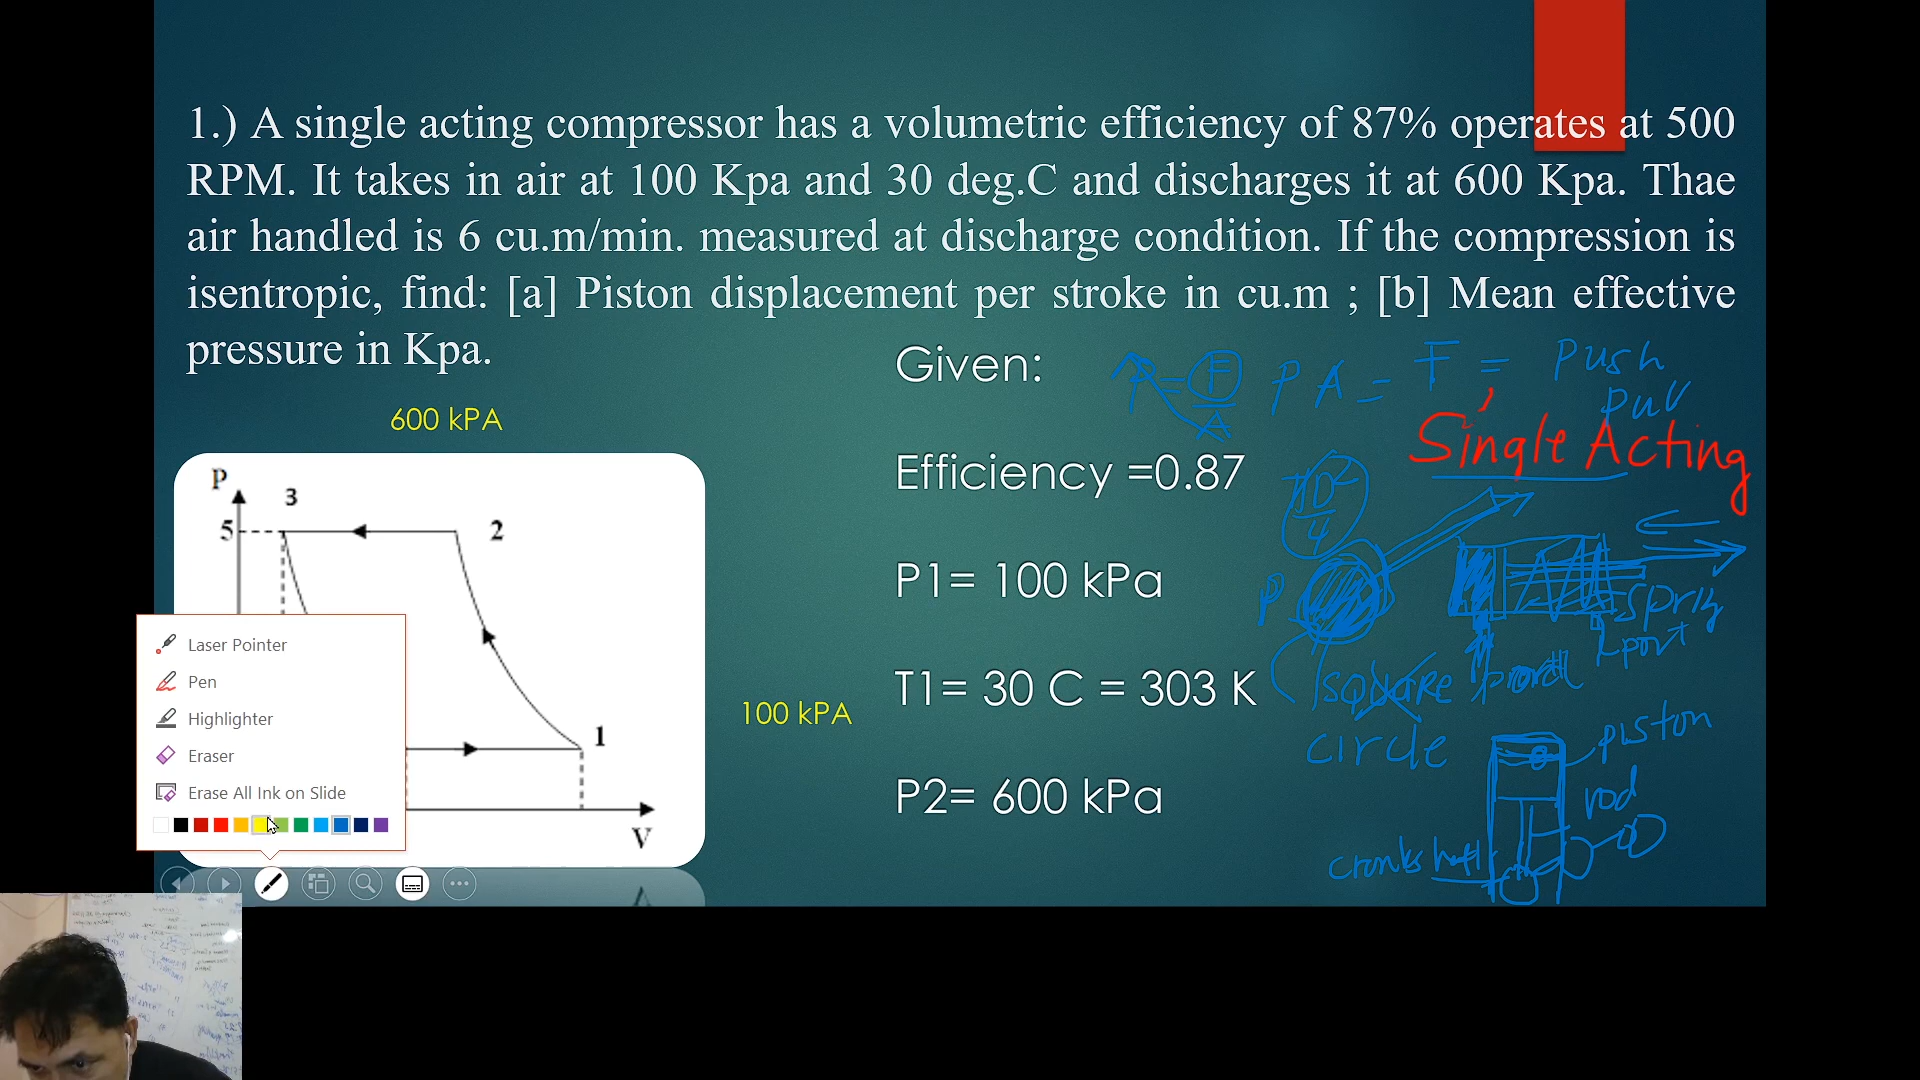 1.) A single acting compressor has a volumetric efficiency of 87% operates at 500
RPM. It takes in air at 100 Kpa and 30 deg.C and discharges it at 600 Kpa. Thae
air handled is 6 cu.m/min. measured at discharge condition. If the compression is
isentropic, find: [a] Piston displacement per stroke in cu.m ; [b] Mean effective
pressure in Kpa.
600 kPA
P
3
5
2
1
V
100 kPA
Laser Pointer
Pen
Highlighter
Eraser
Erase All Ink on Slide
Given:
Efficiency =0.87
P1= 100 kPa
T1= 30 C = 303 K
P2= 600 kPa
P = F/A
PA = F = Push
Pull
Single Acting
πD²/4
P
port
square
circle
piston
rod